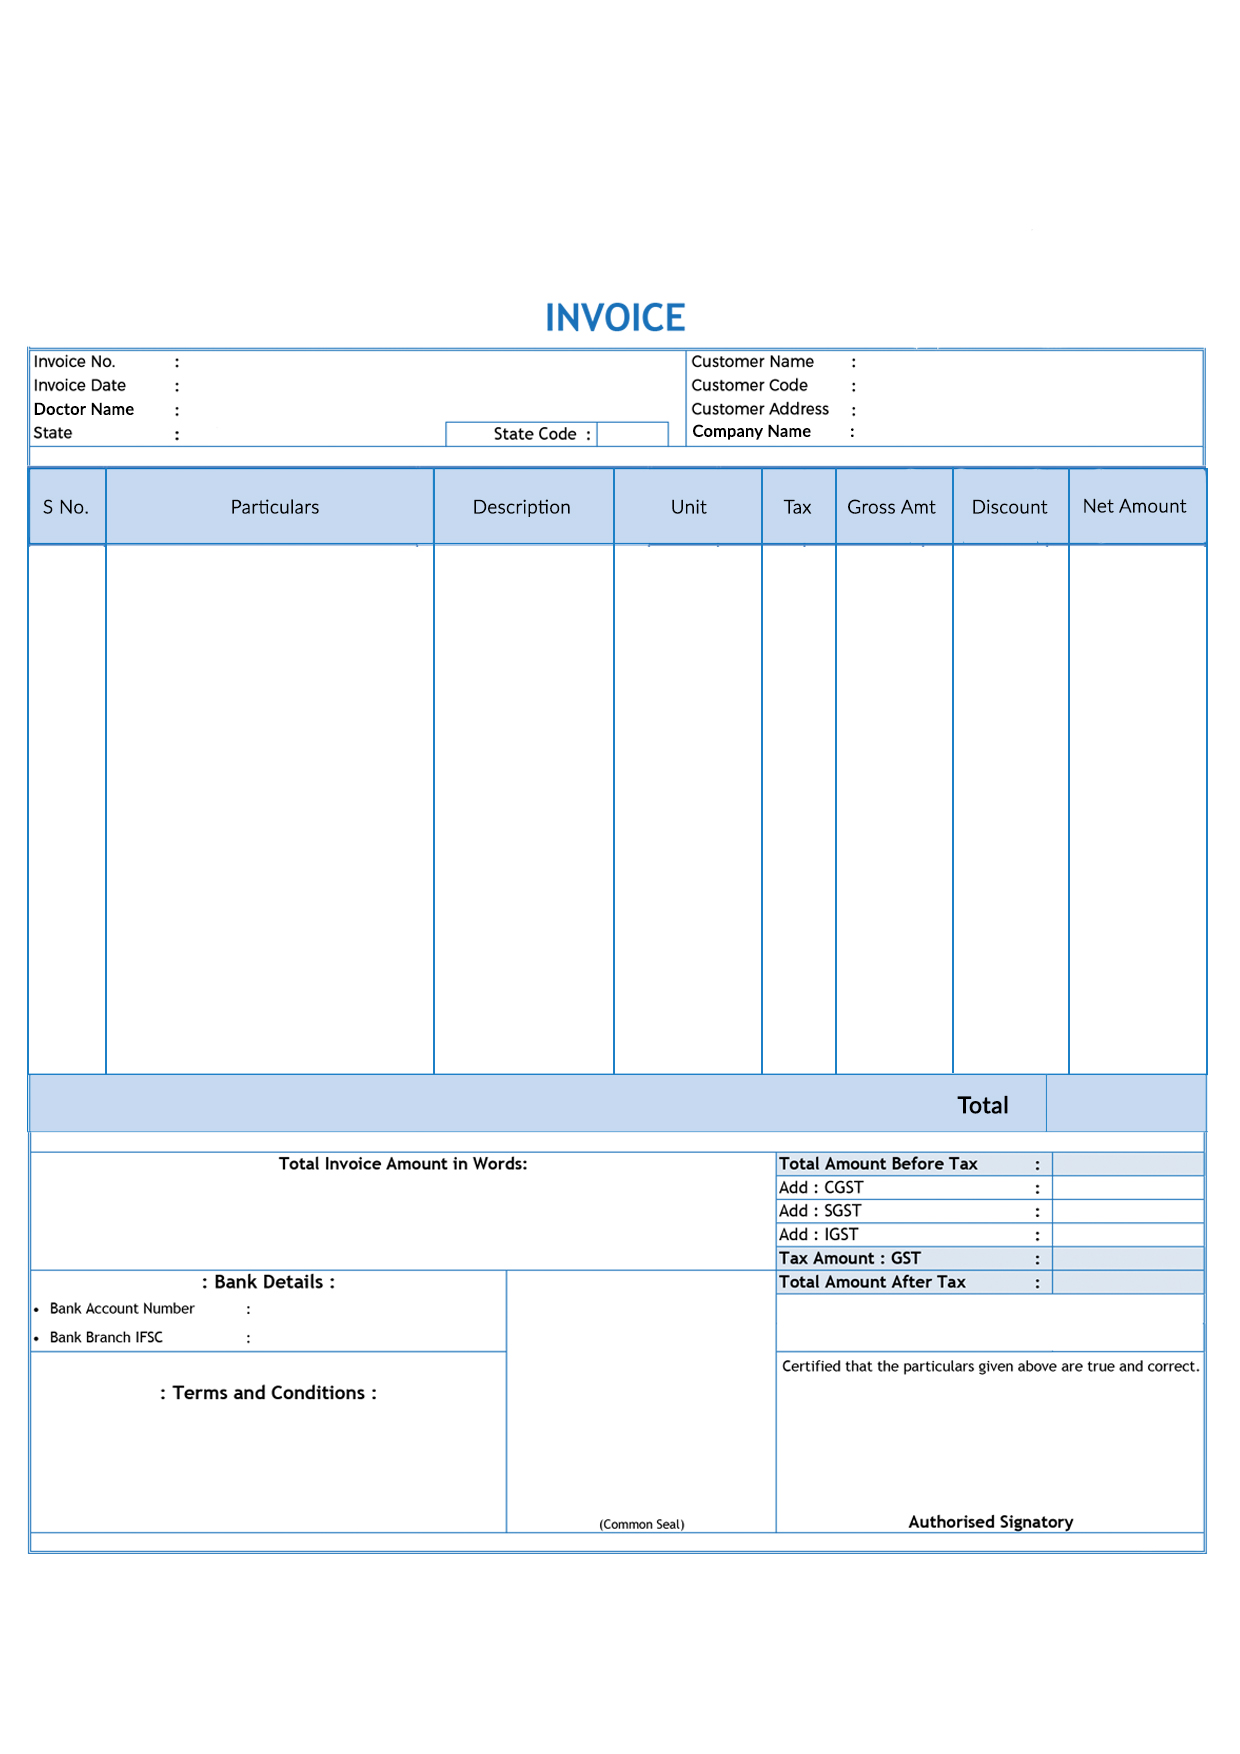 INVOICE
Invoice No. :
Invoice Date :
Doctor Name :
State :
State Code :
Customer Name :
Customer Code :
Customer Address :
Company Name :
S No. Particulars Description Unit Tax Gross Amt Discount Net Amount
Total
Total Invoice Amount in Words:
Total Amount Before Tax :
Add : CGST :
Add : SGST :
Add : IGST :
Tax Amount : GST :
Total Amount After Tax :
: Bank Details :
• Bank Account Number :
• Bank Branch IFSC :
: Terms and Conditions :
(Common Seal)
Certified that the particulars given above are true and correct.
Authorised Signatory